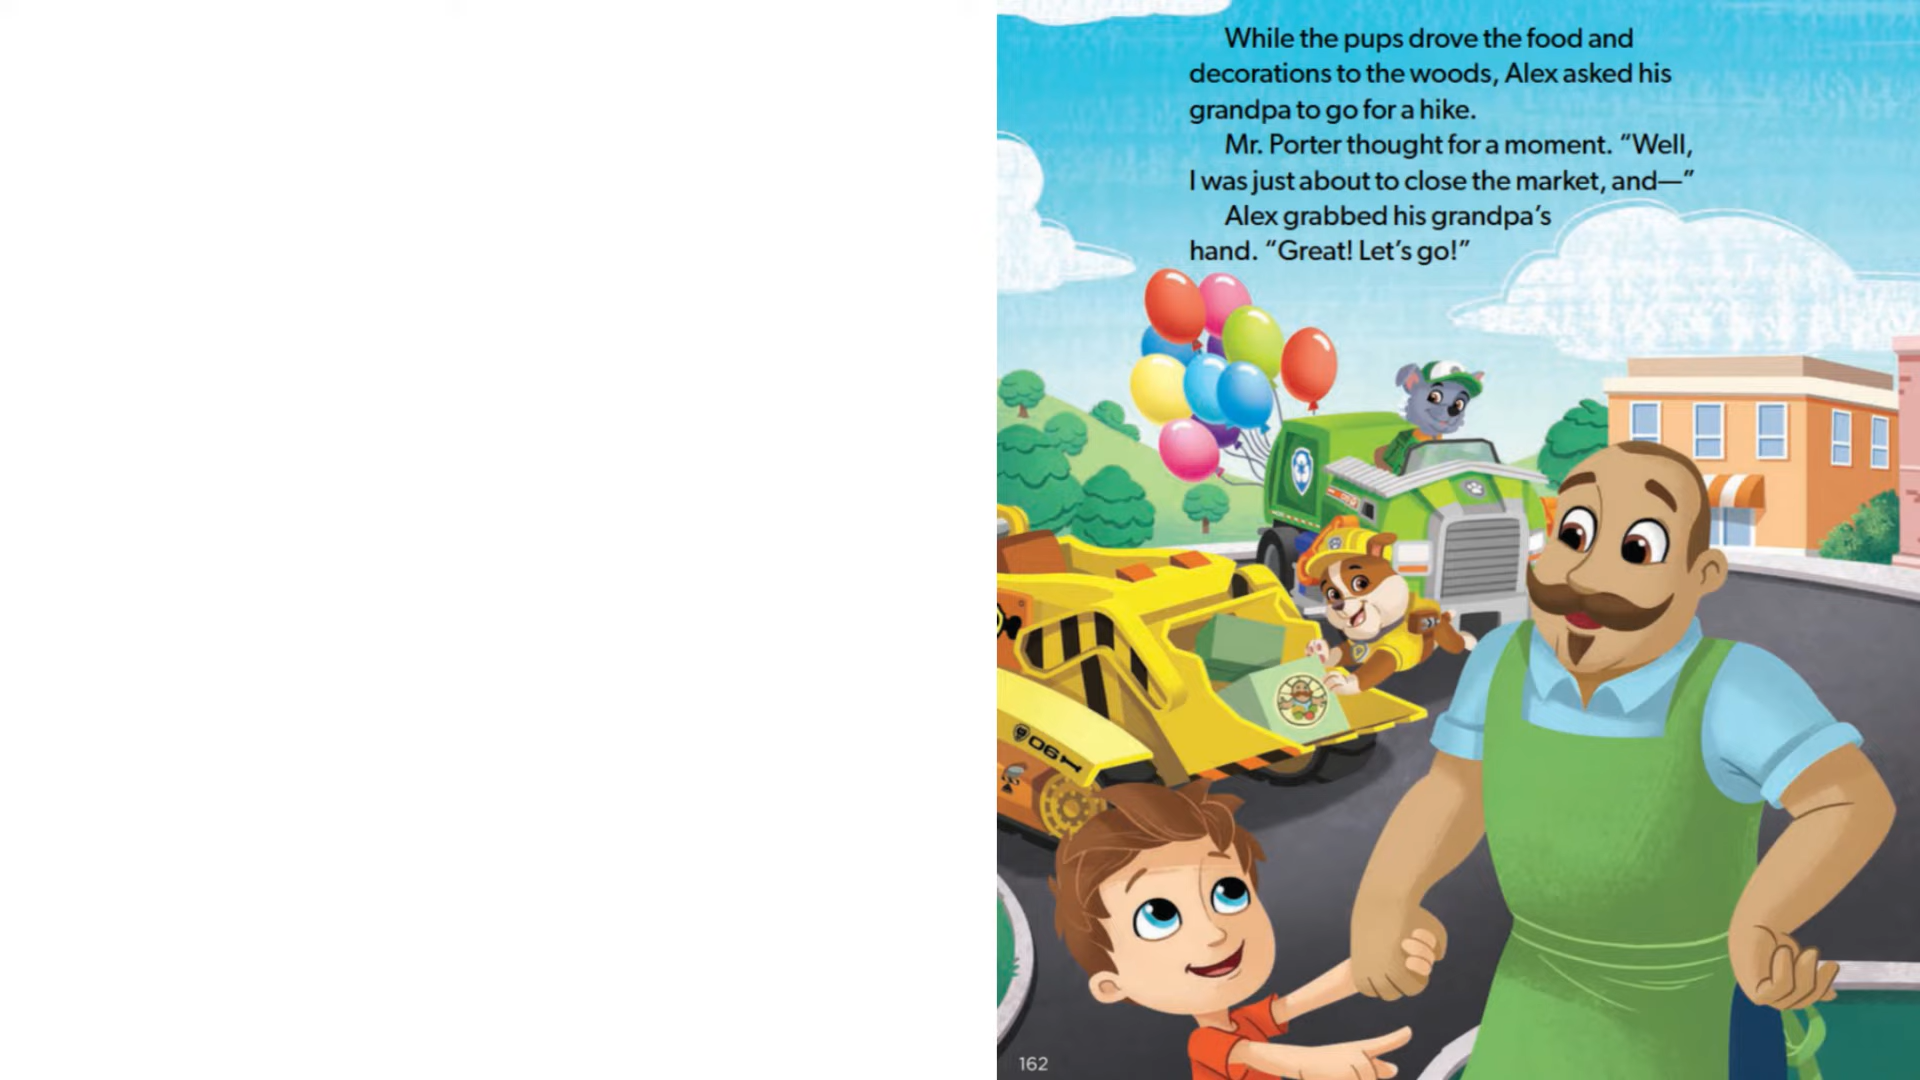 While the pups drove the food and
decorations to the woods, Alex asked his
grandpa to go for a hike.
Mr. Porter thought for a moment. “Well,
I was just about to close the market, and—”
Alex grabbed his grandpa’s
hand. “Great! Let’s go!”
06
162